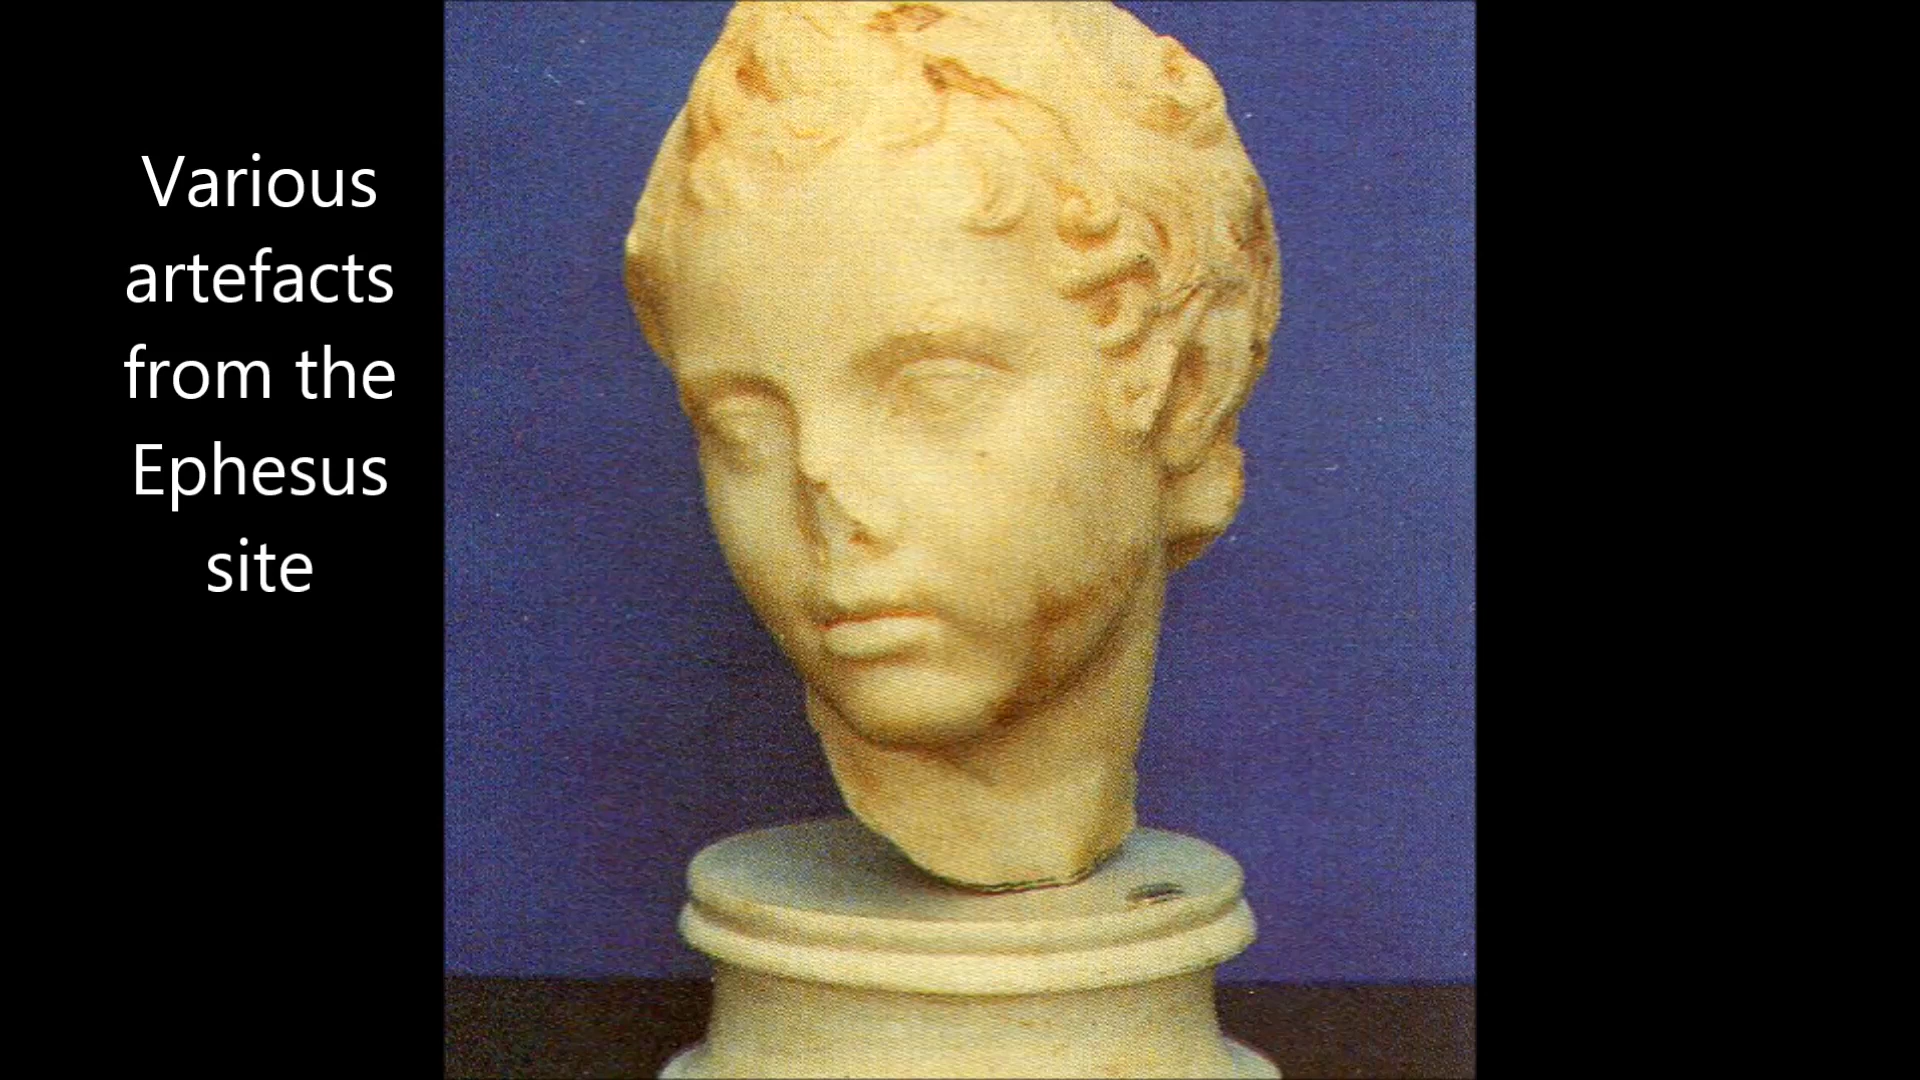 Various
artefacts
from the
Ephesus
site